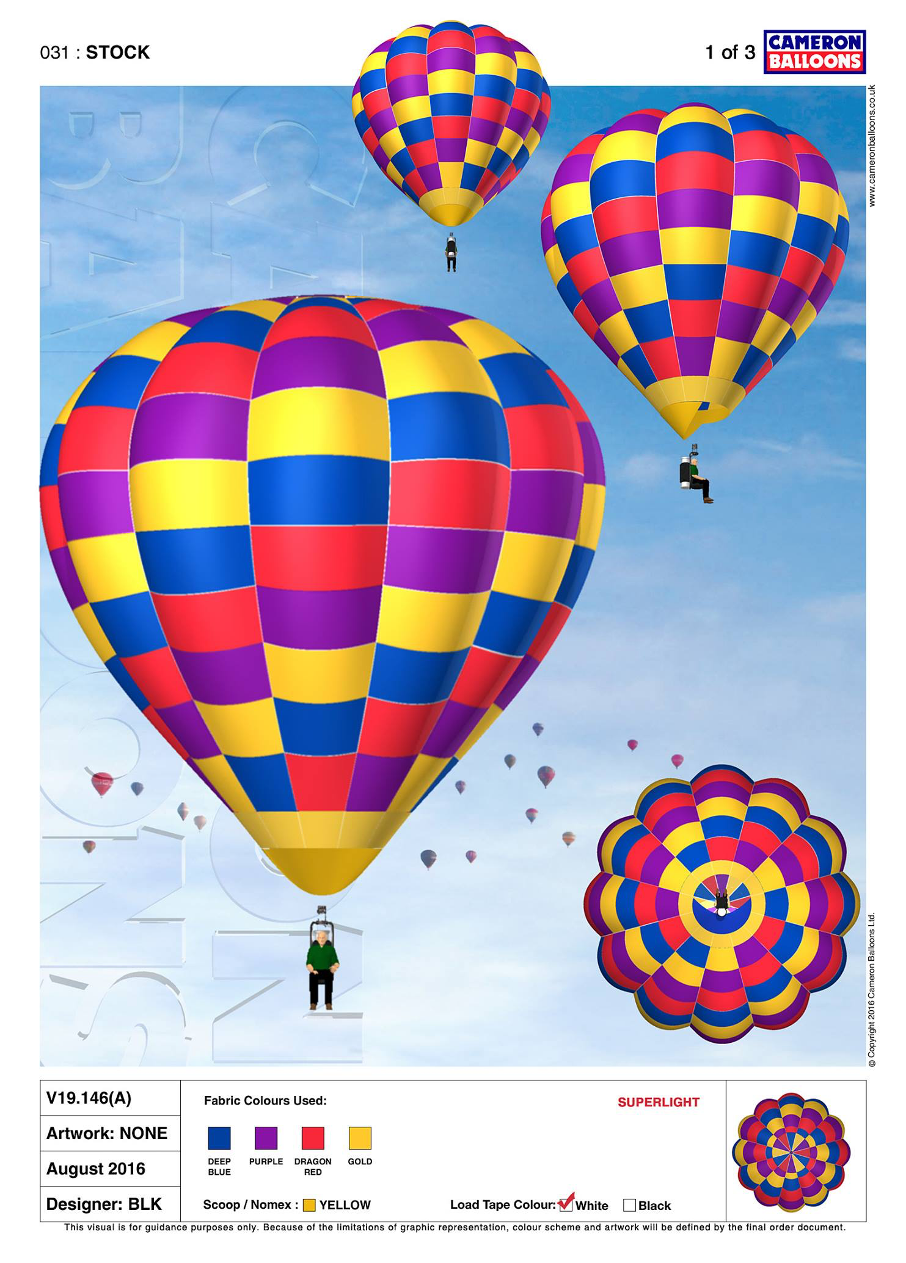 031 : STOCK
1 of 3
CAMERON
BALLOONS
www.cameronballoons.co.uk
© Copyright 2016 Cameron Balloons Ltd.
V19.146(A)
Artwork: NONE
August 2016
Designer: BLK
Fabric Colours Used:
SUPERLIGHT
DEEP
BLUE
PURPLE
DRAGON
RED
GOLD
Scoop / Nomex : YELLOW
Load Tape Colour: White Black
This visual is for guidance purposes only. Because of the limitations of graphic representation, colour scheme and artwork will be defined by the final order document.